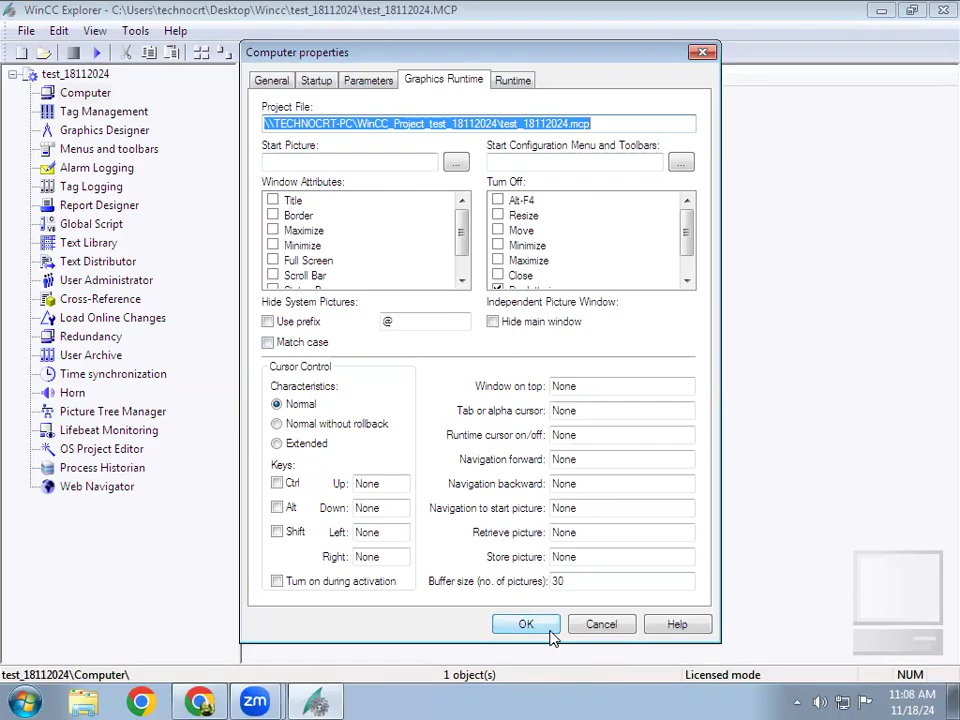 WinCC Explorer - C:\Users\technocrt\Desktop\Wincc\test_18112024\test_18112024.MCP
File Edit View Tools Help
test_18112024
Computer
Tag Management
Graphics Designer
Menus and toolbars
Alarm Logging
Tag Logging
Report Designer
Global Script
Text Library
Text Distributor
User Administrator
Cross-Reference
Load Online Changes
Redundancy
User Archive
Time synchronization
Horn
Picture Tree Manager
Lifebeat Monitoring
OS Project Editor
Process Historian
Web Navigator
Computer properties
General Startup Parameters Graphics Runtime Runtime
Project File:
\\TECHNOCRT-PC\WinCC_Project_test_18112024\test_18112024.mcp
Start Picture: Start Configuration Menu and Toolbars:
... ...
Window Attributes: Turn Off:
Title Alt-F4
Border Resize
Maximize Move
Minimize Minimize
Full Screen Maximize
Scroll Bar Close
Hide System Pictures: Independent Picture Window:
Use prefix @ Hide main window
Match case
Cursor Control
Characteristics: Window on top: None
Normal Tab or alpha cursor: None
Normal without rollback Runtime cursor on/off: None
Extended Navigation forward: None
Keys:
Ctrl Up: None Navigation backward: None
Alt Down: None Navigation to start picture: None
Shift Left: None Retrieve picture: None
Right: None Store picture: None
Turn on during activation Buffer size (no. of pictures): 30
OK Cancel Help
test_18112024\Computer\ 1 object(s) Licensed mode NUM
zm
11:08 AM
11/18/24